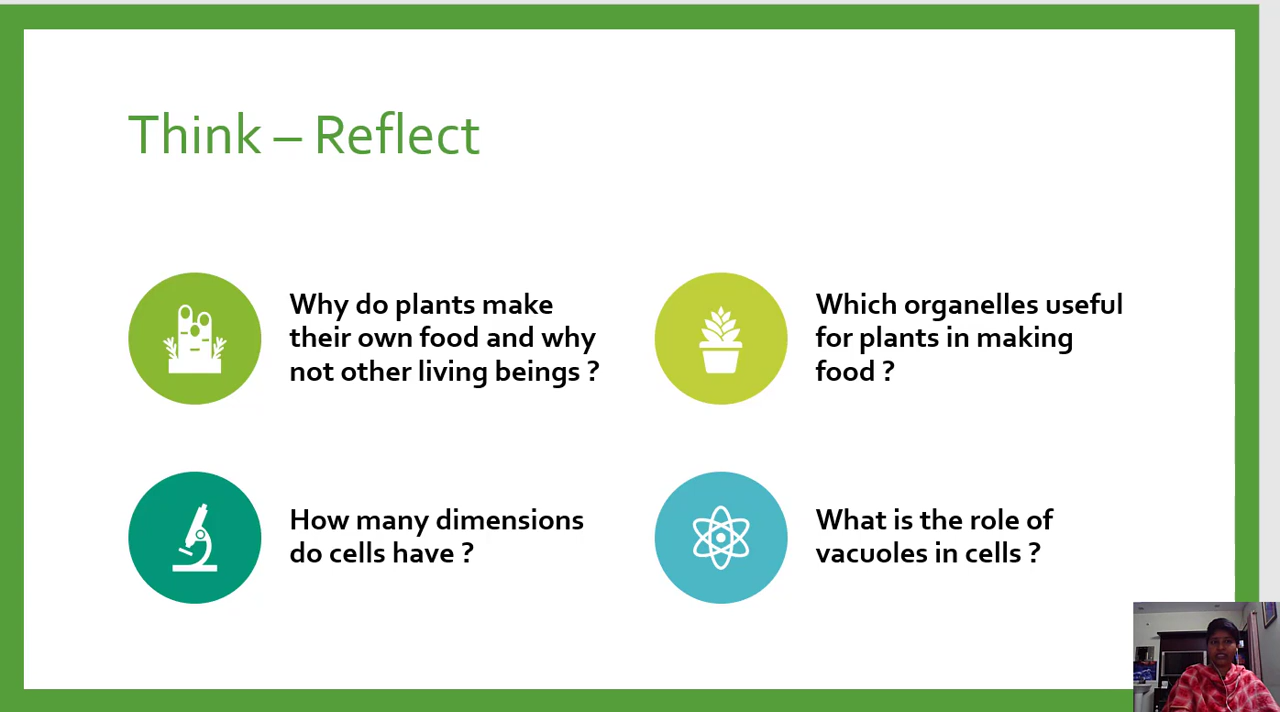 Think – Reflect
Why do plants make
their own food and why
not other living beings ?
Which organelles useful
for plants in making
food ?
How many dimensions
do cells have ?
What is the role of
vacuoles in cells ?